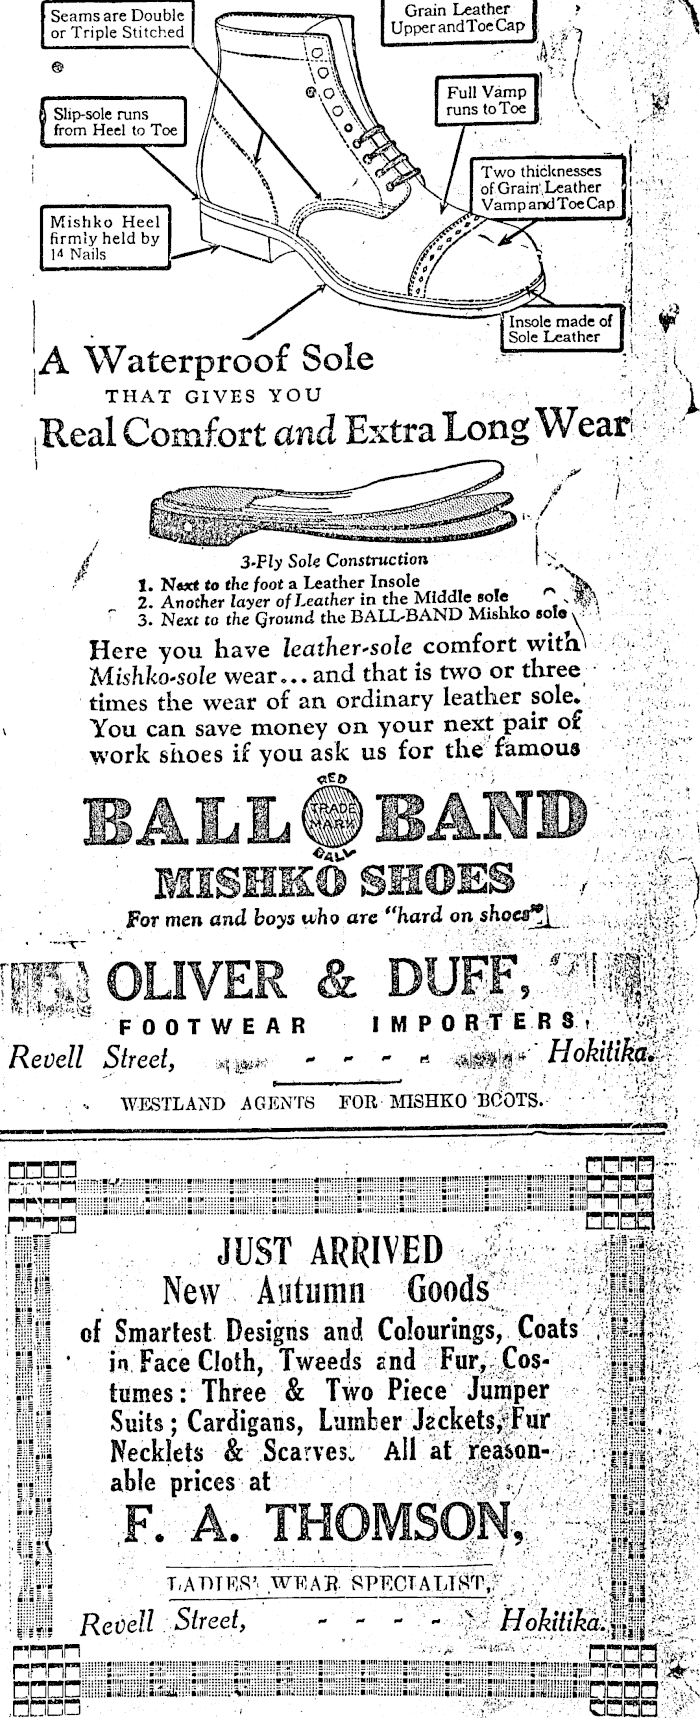 Seams are Double
or Triple Stitched
Grain Leather
Upper and Toe Cap
Full Vamp
runs to Toe
Slip-sole runs
from Heel to Toe
Two thicknesses
of Grain Leather
Vamp and Toe Cap
Mishko Heel
firmly held by
14 Nails
Insole made of
Sole Leather
A Waterproof Sole
THAT GIVES YOU
Real Comfort and Extra Long Wear
3-Ply Sole Construction
1. Next to the foot a Leather Insole
2. Another layer of Leather in the Middle sole
3. Next to the Ground the BALL-BAND Mishko sole
Here you have leather-sole comfort with
Mishko-sole wear... and that is two or three
times the wear of an ordinary leather sole.
You can save money on your next pair of
work shoes if you ask us for the famous
RED
BALL TRADE BAND
MARK
BALL
MISHKO SHOES
For men and boys who are "hard on shoes"
OLIVER & DUFF,
FOOTWEAR IMPORTERS,
Revell Street, - - - - Hokitika.
WESTLAND AGENTS FOR MISHKO BOOTS.
JUST ARRIVED
New Autumn Goods
of Smartest Designs and Colourings, Coats
in Face Cloth, Tweeds and Fur, Cos-
tumes: Three & Two Piece Jumper
Suits; Cardigans, Lumber Jackets, Fur
Necklets & Scarves. All at reason-
able prices at
F. A. THOMSON,
LADIES' WEAR SPECIALIST,
Revell Street, - - - - Hokitika.